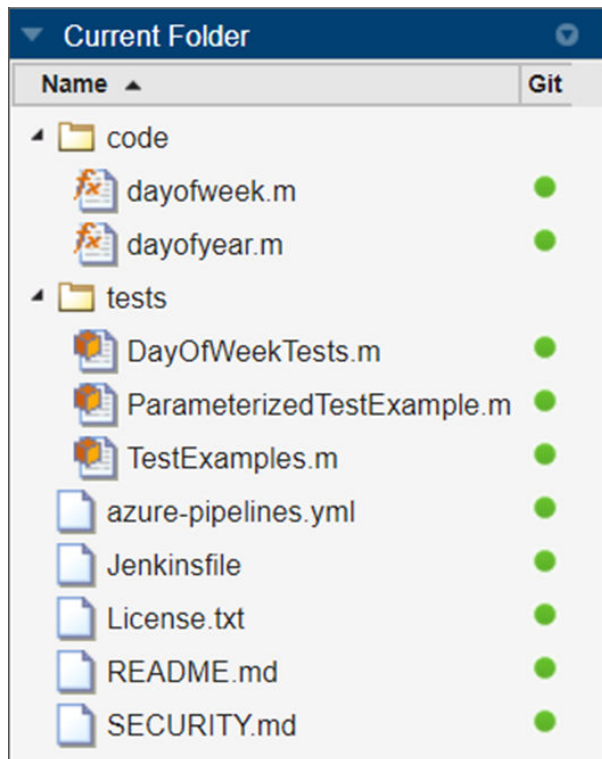 Current Folder
Name Git
code
dayofweek.m
dayofyear.m
tests
DayOfWeekTests.m
ParameterizedTestExample.m
TestExamples.m
azure-pipelines.yml
Jenkinsfile
License.txt
README.md
SECURITY.md